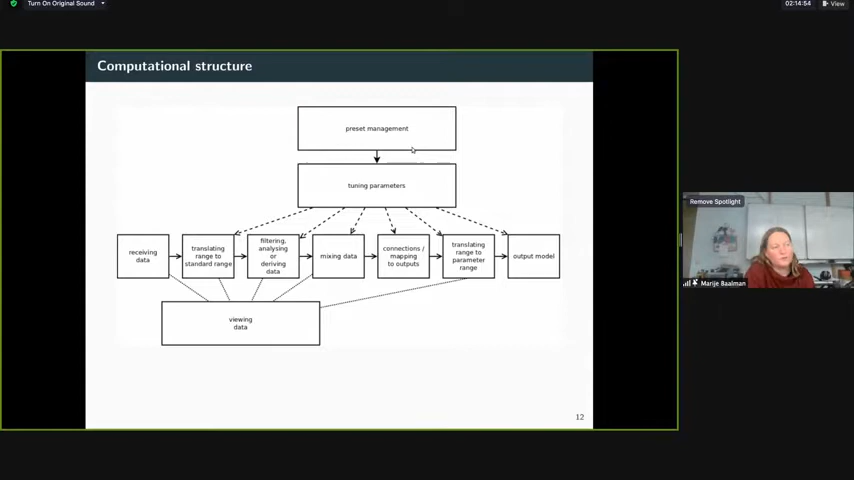 Turn On Original Sound
02:14:54
View
Computational structure
preset management
tuning parameters
receiving
data
translating
range to
standard range
filtering,
analysing
or
deriving
data
mixing data
connections /
mapping
to outputs
translating
range to
parameter
range
output model
viewing
data
12
Remove Spotlight
Marije Baalman